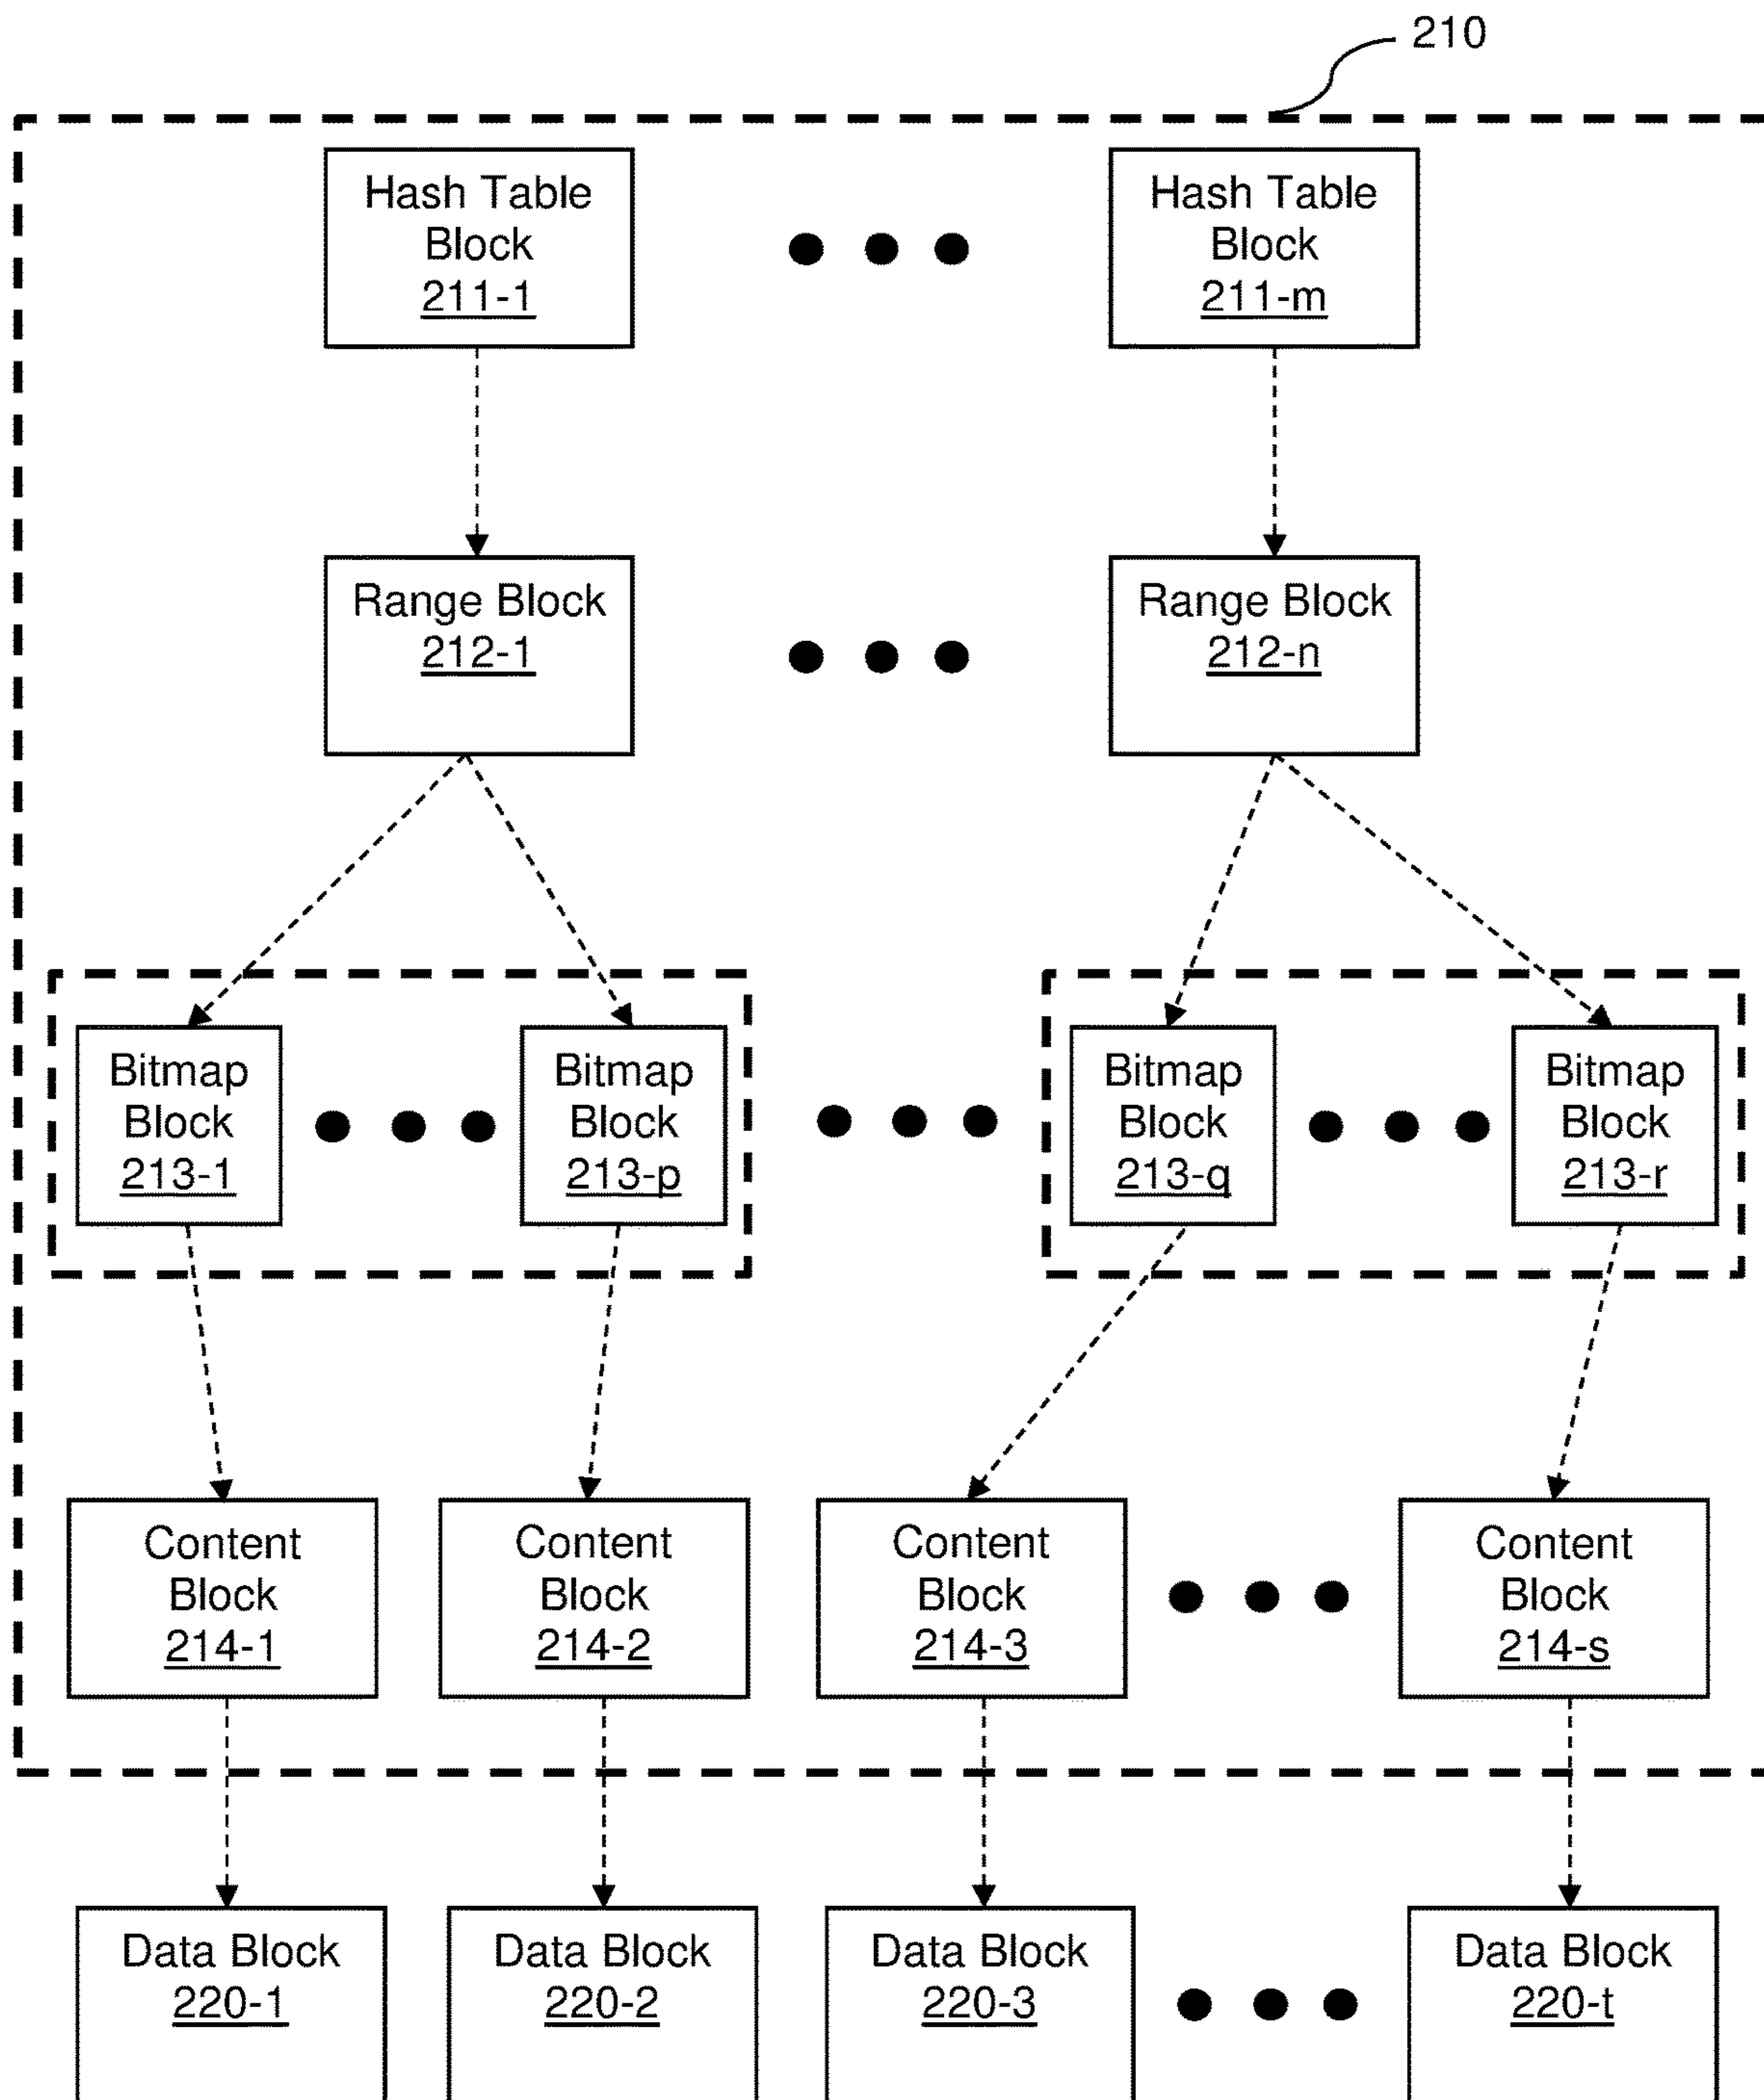 210
Hash Table
Block
211-1
Hash Table
Block
211-m
Range Block
212-1
Range Block
212-n
Bitmap
Block
213-1
Bitmap
Block
213-p
Bitmap
Block
213-q
Bitmap
Block
213-r
Content
Block
214-1
Content
Block
214-2
Content
Block
214-3
Content
Block
214-s
Data Block
220-1
Data Block
220-2
Data Block
220-3
Data Block
220-t